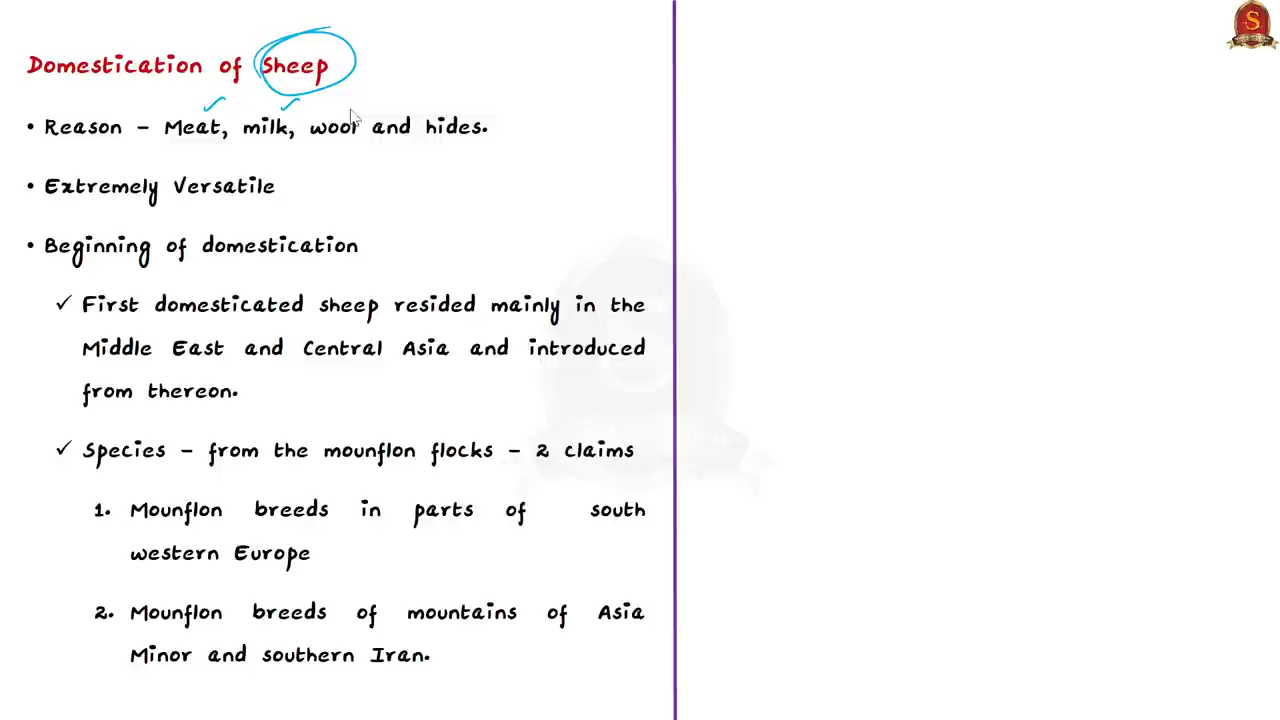 Domestication of Sheep
• Reason – Meat, milk, wool and hides.
• Extremely Versatile
• Beginning of domestication
✓ First domesticated sheep resided mainly in the
Middle East and Central Asia and introduced
from thereon.
✓ Species – from the mounflon flocks – 2 claims
1. Mounflon breeds in parts of south
western Europe
2. Mounflon breeds of mountains of Asia
Minor and southern Iran.